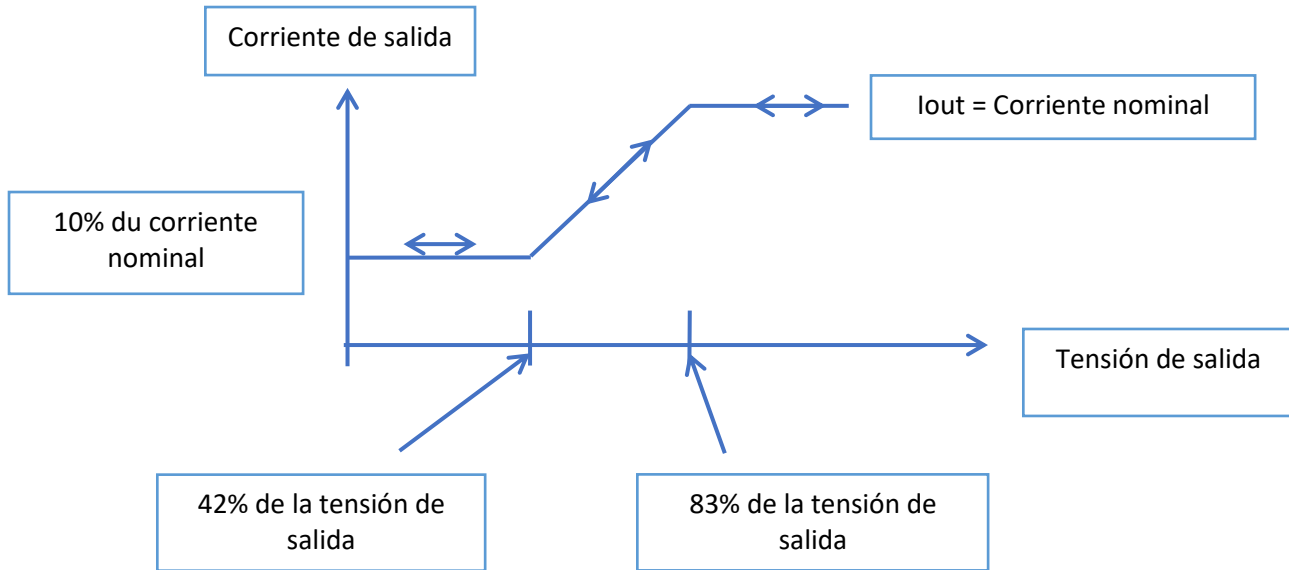 Corriente de salida
Iout = Corriente nominal
10% du corriente
nominal
Tensión de salida
42% de la tensión de
salida
83% de la tensión de
salida